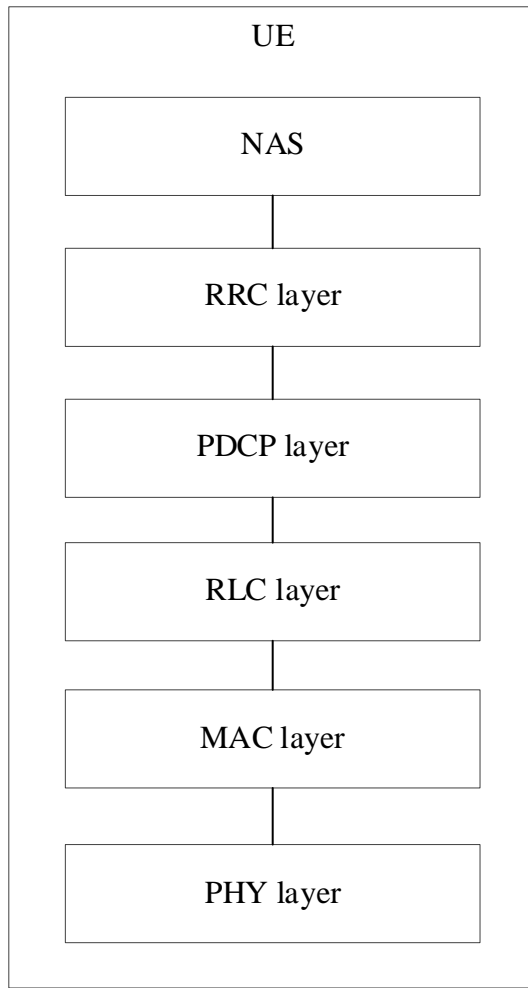 UE
NAS
RRC layer
PDCP layer
RLC layer
MAC layer
PHY layer